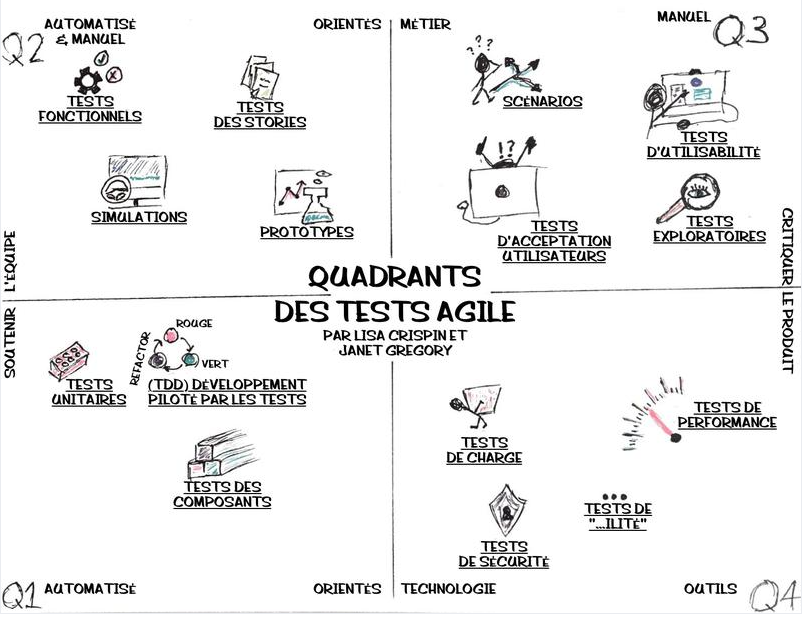 Q2
AUTOMATISÉ
& MANUEL
ORIENTÉS
MÉTIER
MANUEL
Q3
TESTS
FONCTIONNELS
TESTS
DES STORIES
SIMULATIONS
PROTOTYPES
???
SCÉNARIOS
TESTS
D'UTILISABILITÉ
!?
TESTS
D'ACCEPTATION
UTILISATEURS
TESTS
EXPLORATOIRES
SOUTENIR L'ÉQUIPE
CRITIQUER LE PRODUIT
QUADRANTS
DES TESTS AGILE
PAR LISA CRISPIN ET
JANET GREGORY
TESTS
UNITAIRES
ROUGE
VERT
REFACTOR
(TDD) DÉVELOPPEMENT
PILOTÉ PAR LES TESTS
TESTS DES
COMPOSANTS
TESTS
DE CHARGE
TESTS DE
PERFORMANCE
TESTS
DE SÉCURITÉ
TESTS DE
"...ILITÉ"
Q1
AUTOMATISÉ
ORIENTÉS
TECHNOLOGIE
OUTILS
Q4